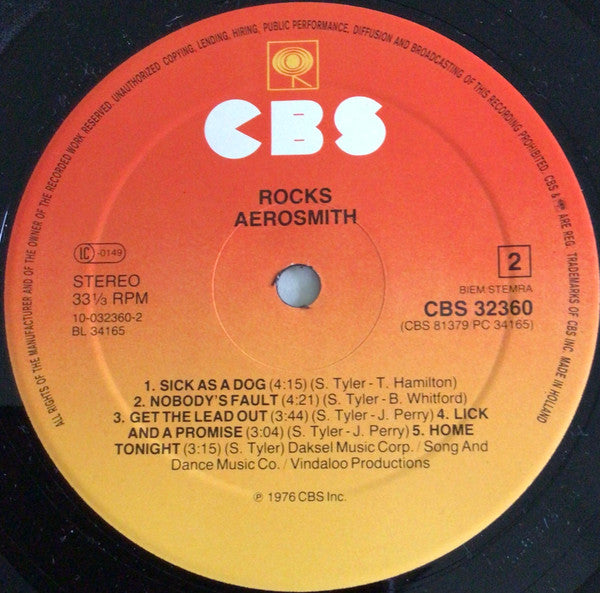 ALL RIGHTS OF THE MANUFACTURER AND OF THE OWNER OF THE RECORDED WORK RESERVED. UNAUTHORIZED COPYING, LENDING, HIRING, PUBLIC PERFORMANCE, DIFFUSION AND BROADCASTING OF THIS RECORDING PROHIBITED. CBS & ARE REG. TRADEMARKS OF CBS INC. MADE IN HOLLAND
CBS
ROCKS
AEROSMITH
IC -0149
STEREO
33⅓ RPM
10-032360-2
BL 34165
2
BIEM:STEMRA
CBS 32360
(CBS 81379 PC 34165)
1. SICK AS A DOG (4:15) (S. Tyler - T. Hamilton)
2. NOBODY'S FAULT (4:21) (S. Tyler - B. Whitford)
3. GET THE LEAD OUT (3:44) (S. Tyler - J. Perry) 4. LICK
AND A PROMISE (3:04) (S. Tyler - J. Perry) 5. HOME
TONIGHT (3:15) (S. Tyler) Daksel Music Corp. / Song And
Dance Music Co. / Vindaloo Productions
℗ 1976 CBS Inc.